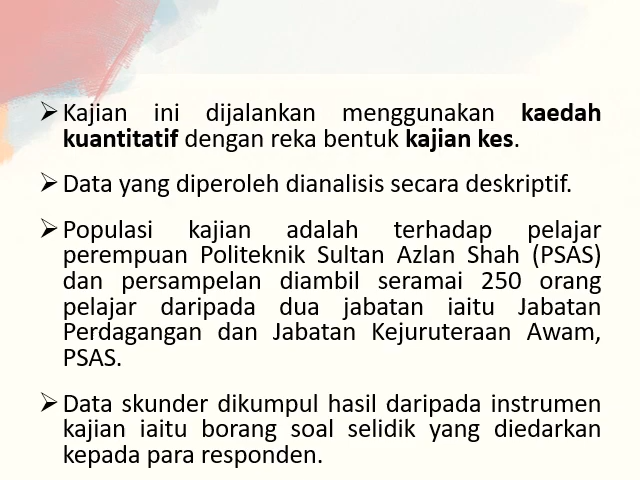 Kajian ini dijalankan menggunakan kaedah
kuantitatif dengan reka bentuk kajian kes.
Data yang diperoleh dianalisis secara deskriptif.
Populasi kajian adalah terhadap pelajar
perempuan Politeknik Sultan Azlan Shah (PSAS)
dan persampelan diambil seramai 250 orang
pelajar daripada dua jabatan iaitu Jabatan
Perdagangan dan Jabatan Kejuruteraan Awam,
PSAS.
Data skunder dikumpul hasil daripada instrumen
kajian iaitu borang soal selidik yang diedarkan
kepada para responden.